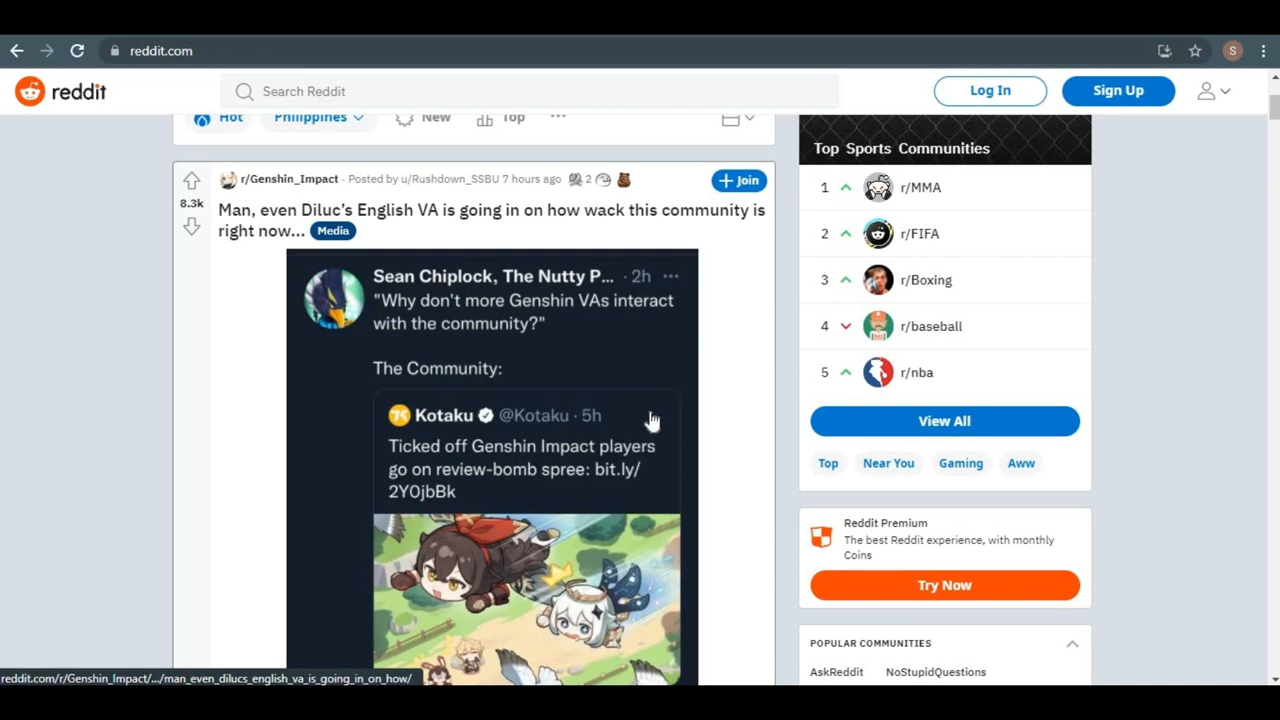 reddit.com
S
reddit
Search Reddit
Log In
Sign Up
Hot
Philippines
New
Top
...
r/Genshin_Impact · Posted by u/Rushdown_SSBU 7 hours ago 2
Join
8.3k
Man, even Diluc’s English VA is going in on how wack this community is
right now... Media
Sean Chiplock, The Nutty P... · 2h ...
"Why don't more Genshin VAs interact
with the community?"
The Community:
Kotaku @Kotaku · 5h
Ticked off Genshin Impact players
go on review-bomb spree: bit.ly/
2Y0jbBk
Top Sports Communities
1 r/MMA
2 r/FIFA
3 r/Boxing
4 r/baseball
5 r/nba
View All
Top Near You Gaming Aww
Reddit Premium
The best Reddit experience, with monthly
Coins
Try Now
POPULAR COMMUNITIES
AskReddit NoStupidQuestions
reddit.com/r/Genshin_Impact/.../man_even_dilucs_english_va_is_going_in_on_how/